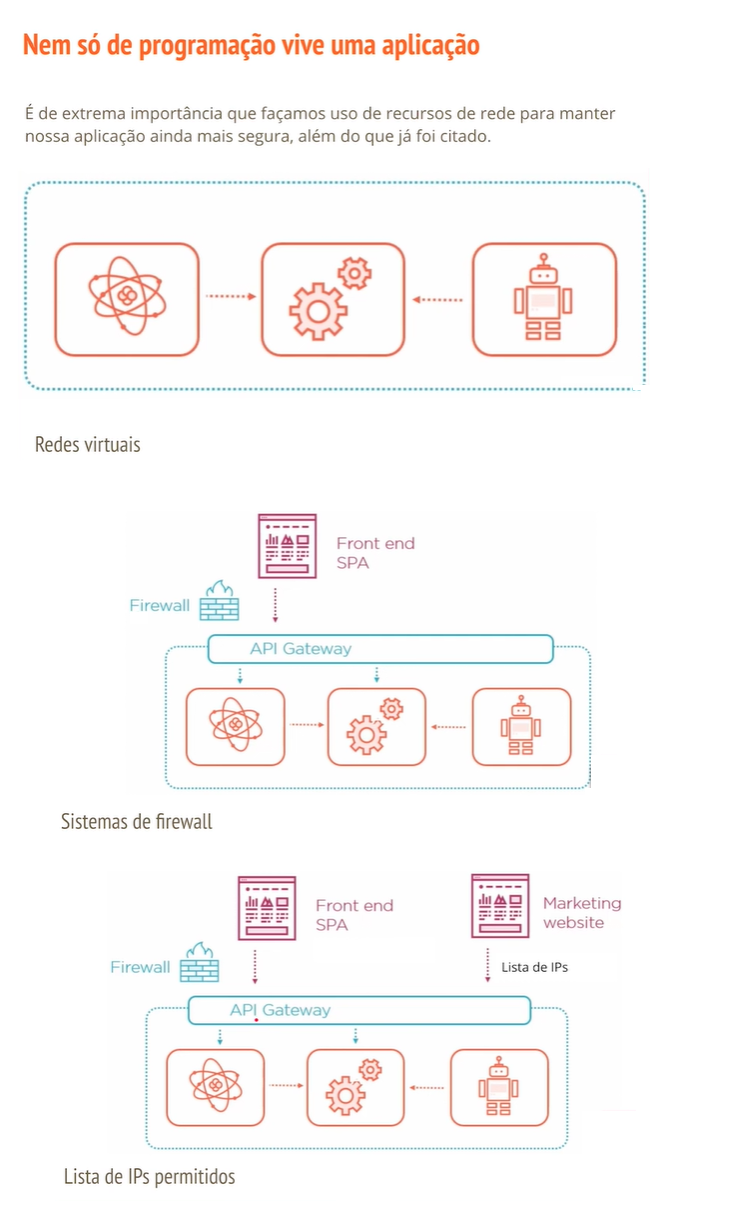 Nem só de programação vive uma aplicação
É de extrema importância que façamos uso de recursos de rede para manter
nossa aplicação ainda mais segura, além do que já foi citado.
Redes virtuais
Front end
SPA
Firewall
API Gateway
Sistemas de firewall
Front end
SPA
Marketing
website
Firewall
Lista de IPs
API Gateway
Lista de IPs permitidos